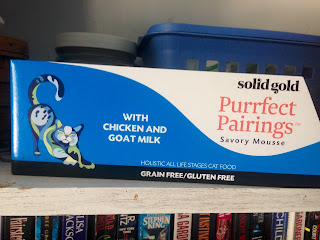 solid gold
Purrfect
Pairings™
Savory Mousse
WITH
CHICKEN AND
GOAT MILK
HOLISTIC ALL LIFE STAGES CAT FOOD
GRAIN FREE/GLUTEN FREE
STEPHEN
KING